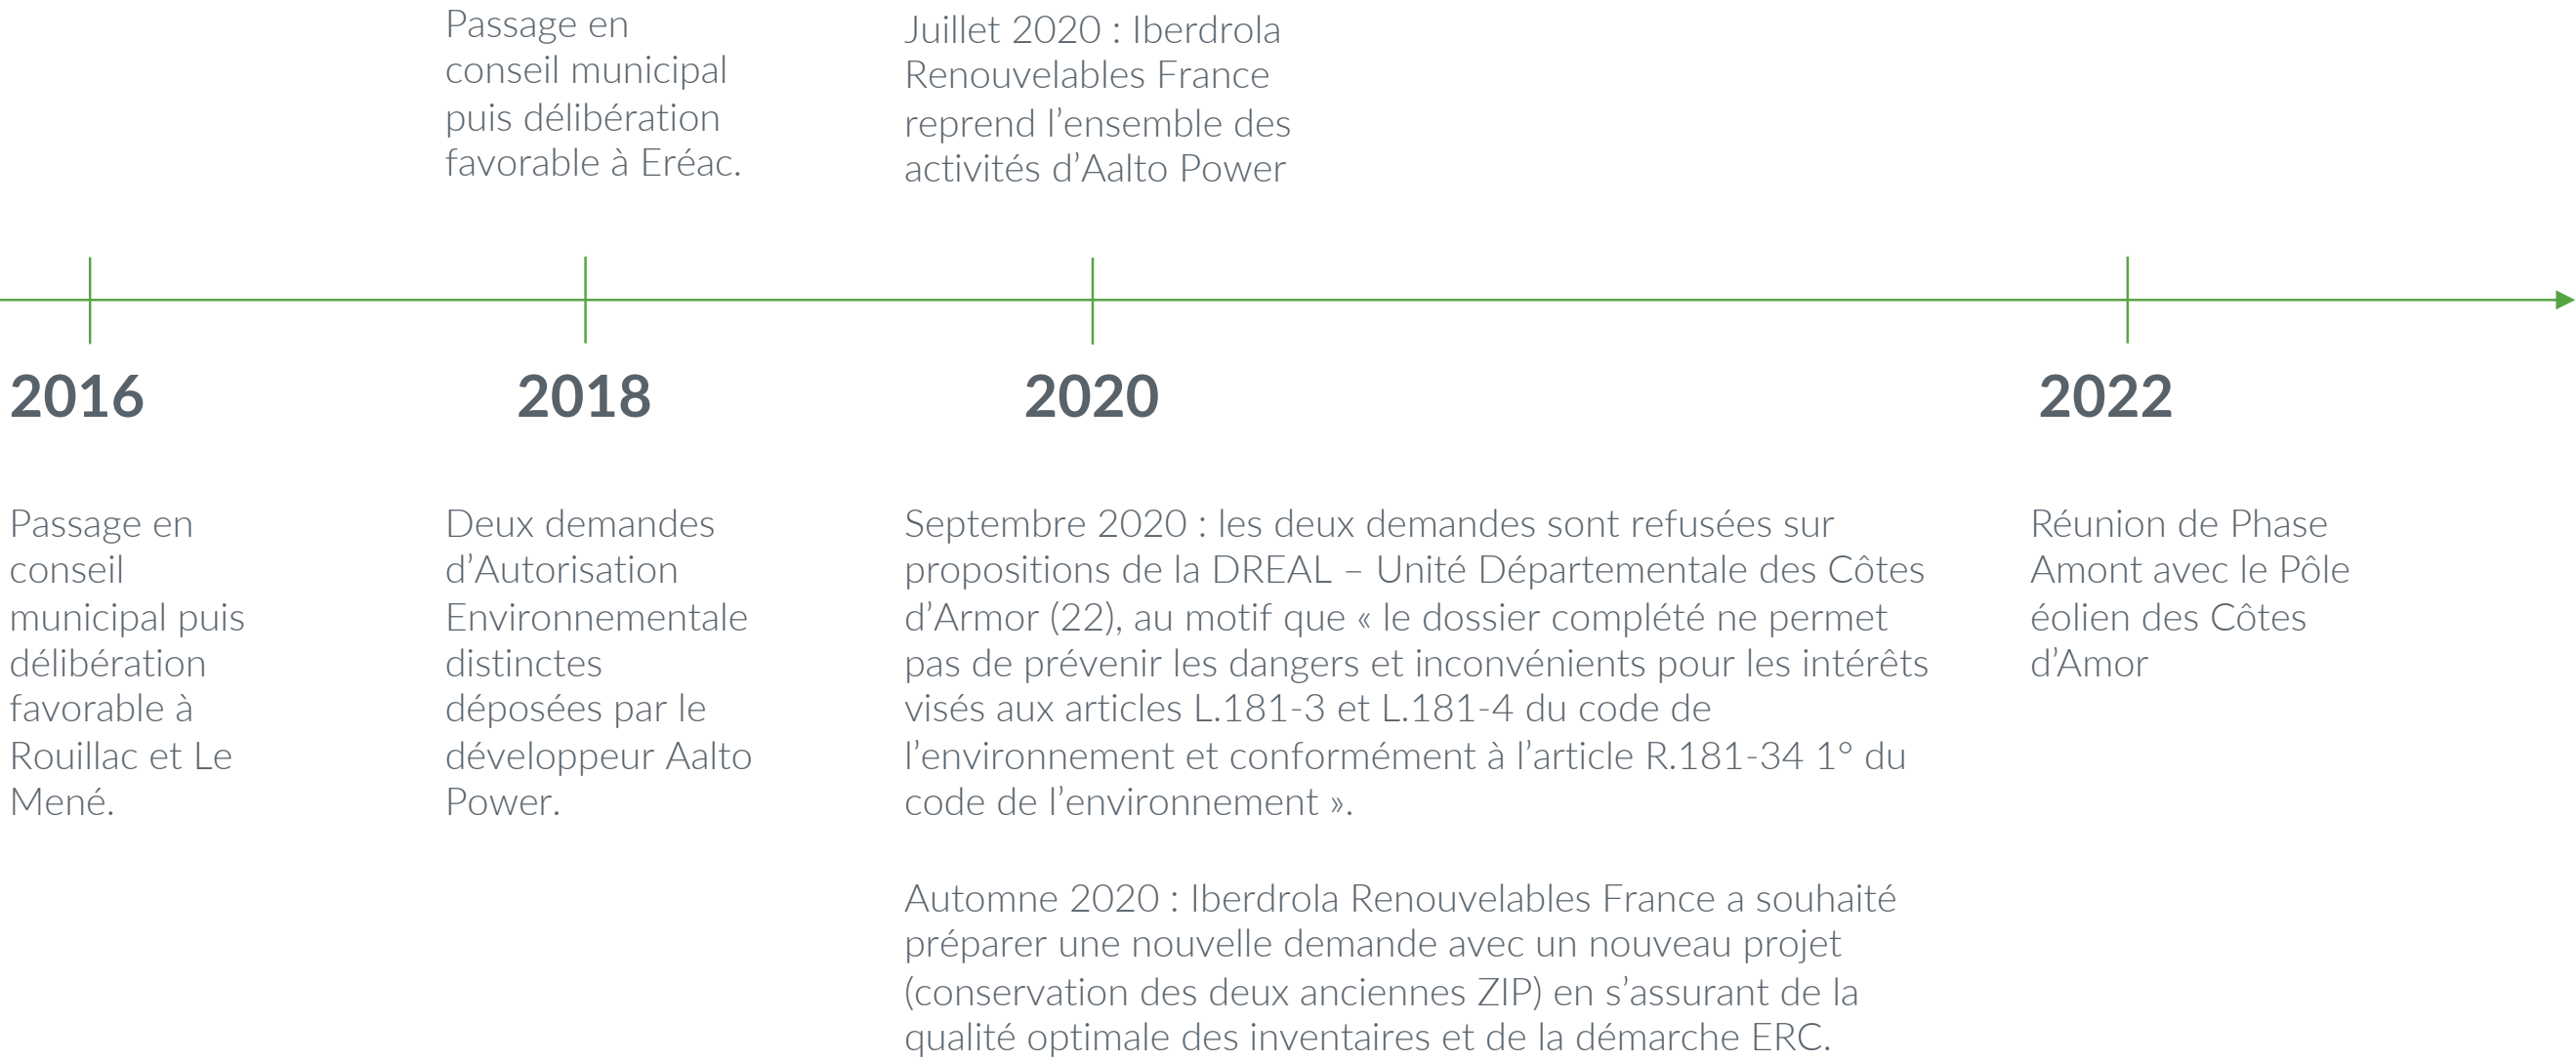 Passage en
conseil municipal
puis délibération
favorable à Eréac.
Juillet 2020 : Iberdrola
Renouvelables France
reprend l’ensemble des
activités d’Aalto Power
2016
2018
2020
2022
Passage en
conseil
municipal puis
délibération
favorable à
Rouillac et Le
Mené.
Deux demandes
d’Autorisation
Environnementale
distinctes
déposées par le
développeur Aalto
Power.
Septembre 2020 : les deux demandes sont refusées sur
propositions de la DREAL – Unité Départementale des Côtes
d’Armor (22), au motif que « le dossier complété ne permet
pas de prévenir les dangers et inconvénients pour les intérêts
visés aux articles L.181-3 et L.181-4 du code de
l’environnement et conformément à l’article R.181-34 1° du
code de l’environnement ».
Automne 2020 : Iberdrola Renouvelables France a souhaité
préparer une nouvelle demande avec un nouveau projet
(conservation des deux anciennes ZIP) en s’assurant de la
qualité optimale des inventaires et de la démarche ERC.
Réunion de Phase
Amont avec le Pôle
éolien des Côtes
d’Amor